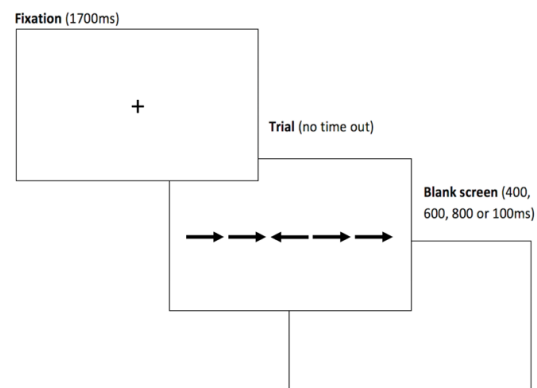 Fixation (1700ms)
+
Trial (no time out)
Blank screen (400,
600, 800 or 100ms)